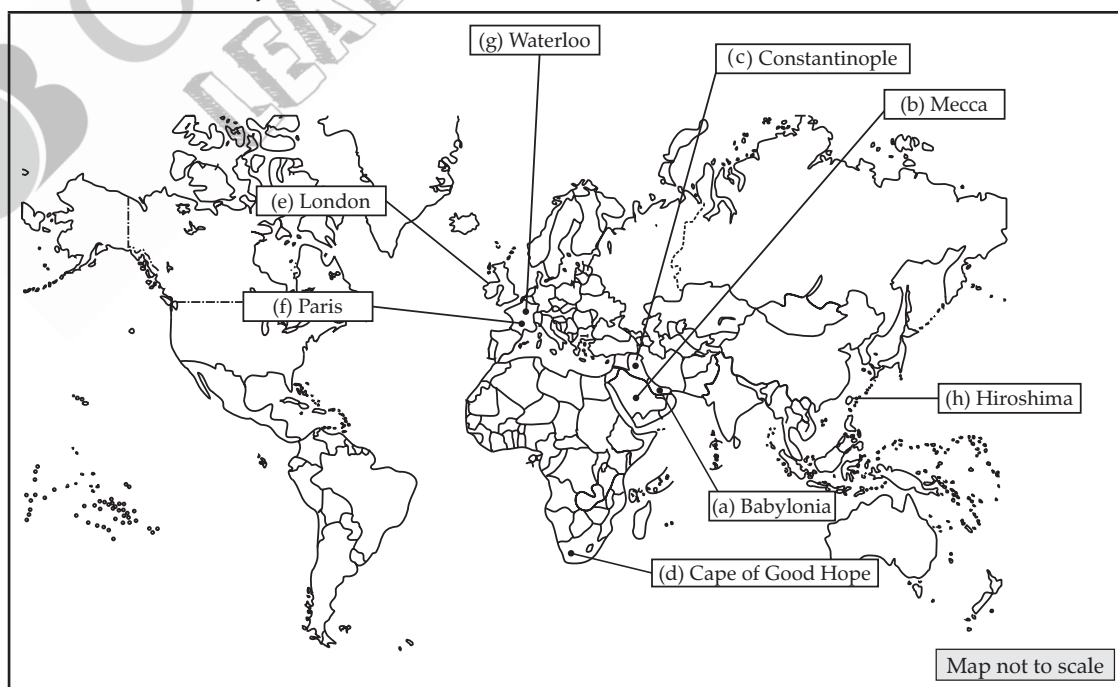 (g) Waterloo
(c) Constantinople
(b) Mecca
(e) London
(f) Paris
(h) Hiroshima
(a) Babylonia
(d) Cape of Good Hope
Map not to scale